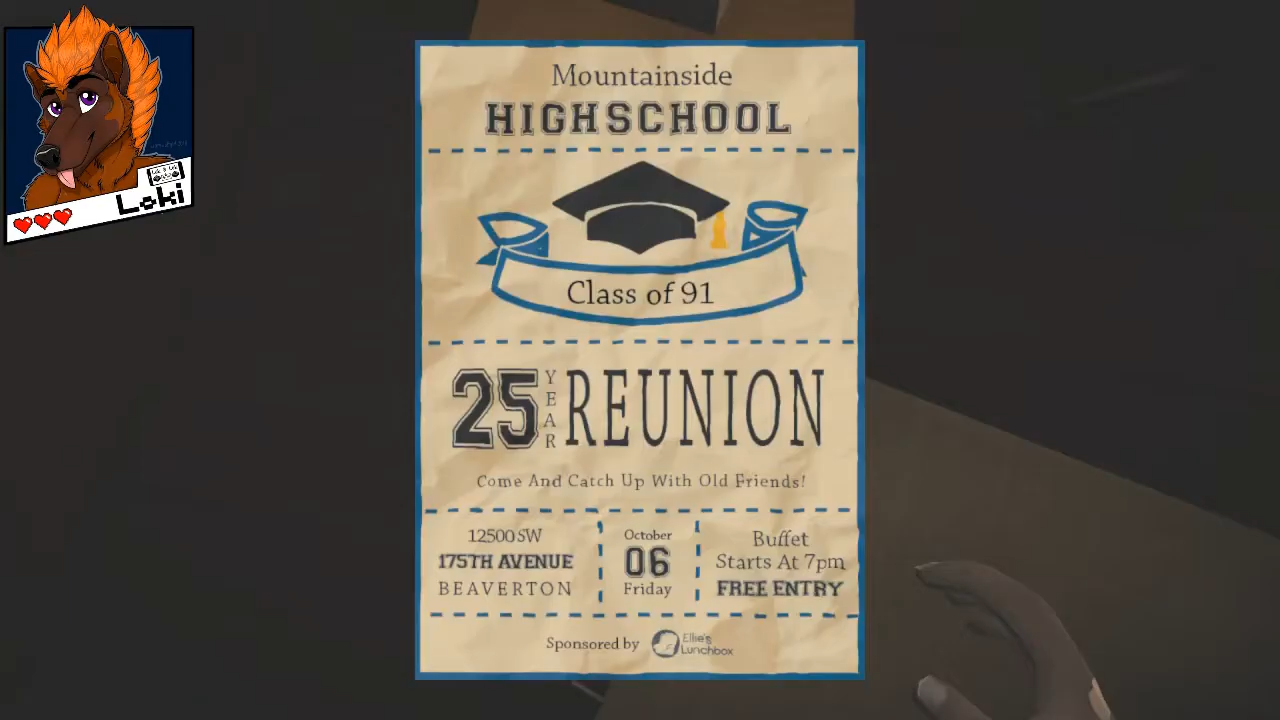 Loki
Mountainside
HIGHSCHOOL
Class of 91
25 YEAR REUNION
Come And Catch Up With Old Friends!
12500 SW
175TH AVENUE
BEAVERTON
October
06
Friday
Buffet
Starts At 7pm
FREE ENTRY
Sponsored by Ellie's
Lunchbox